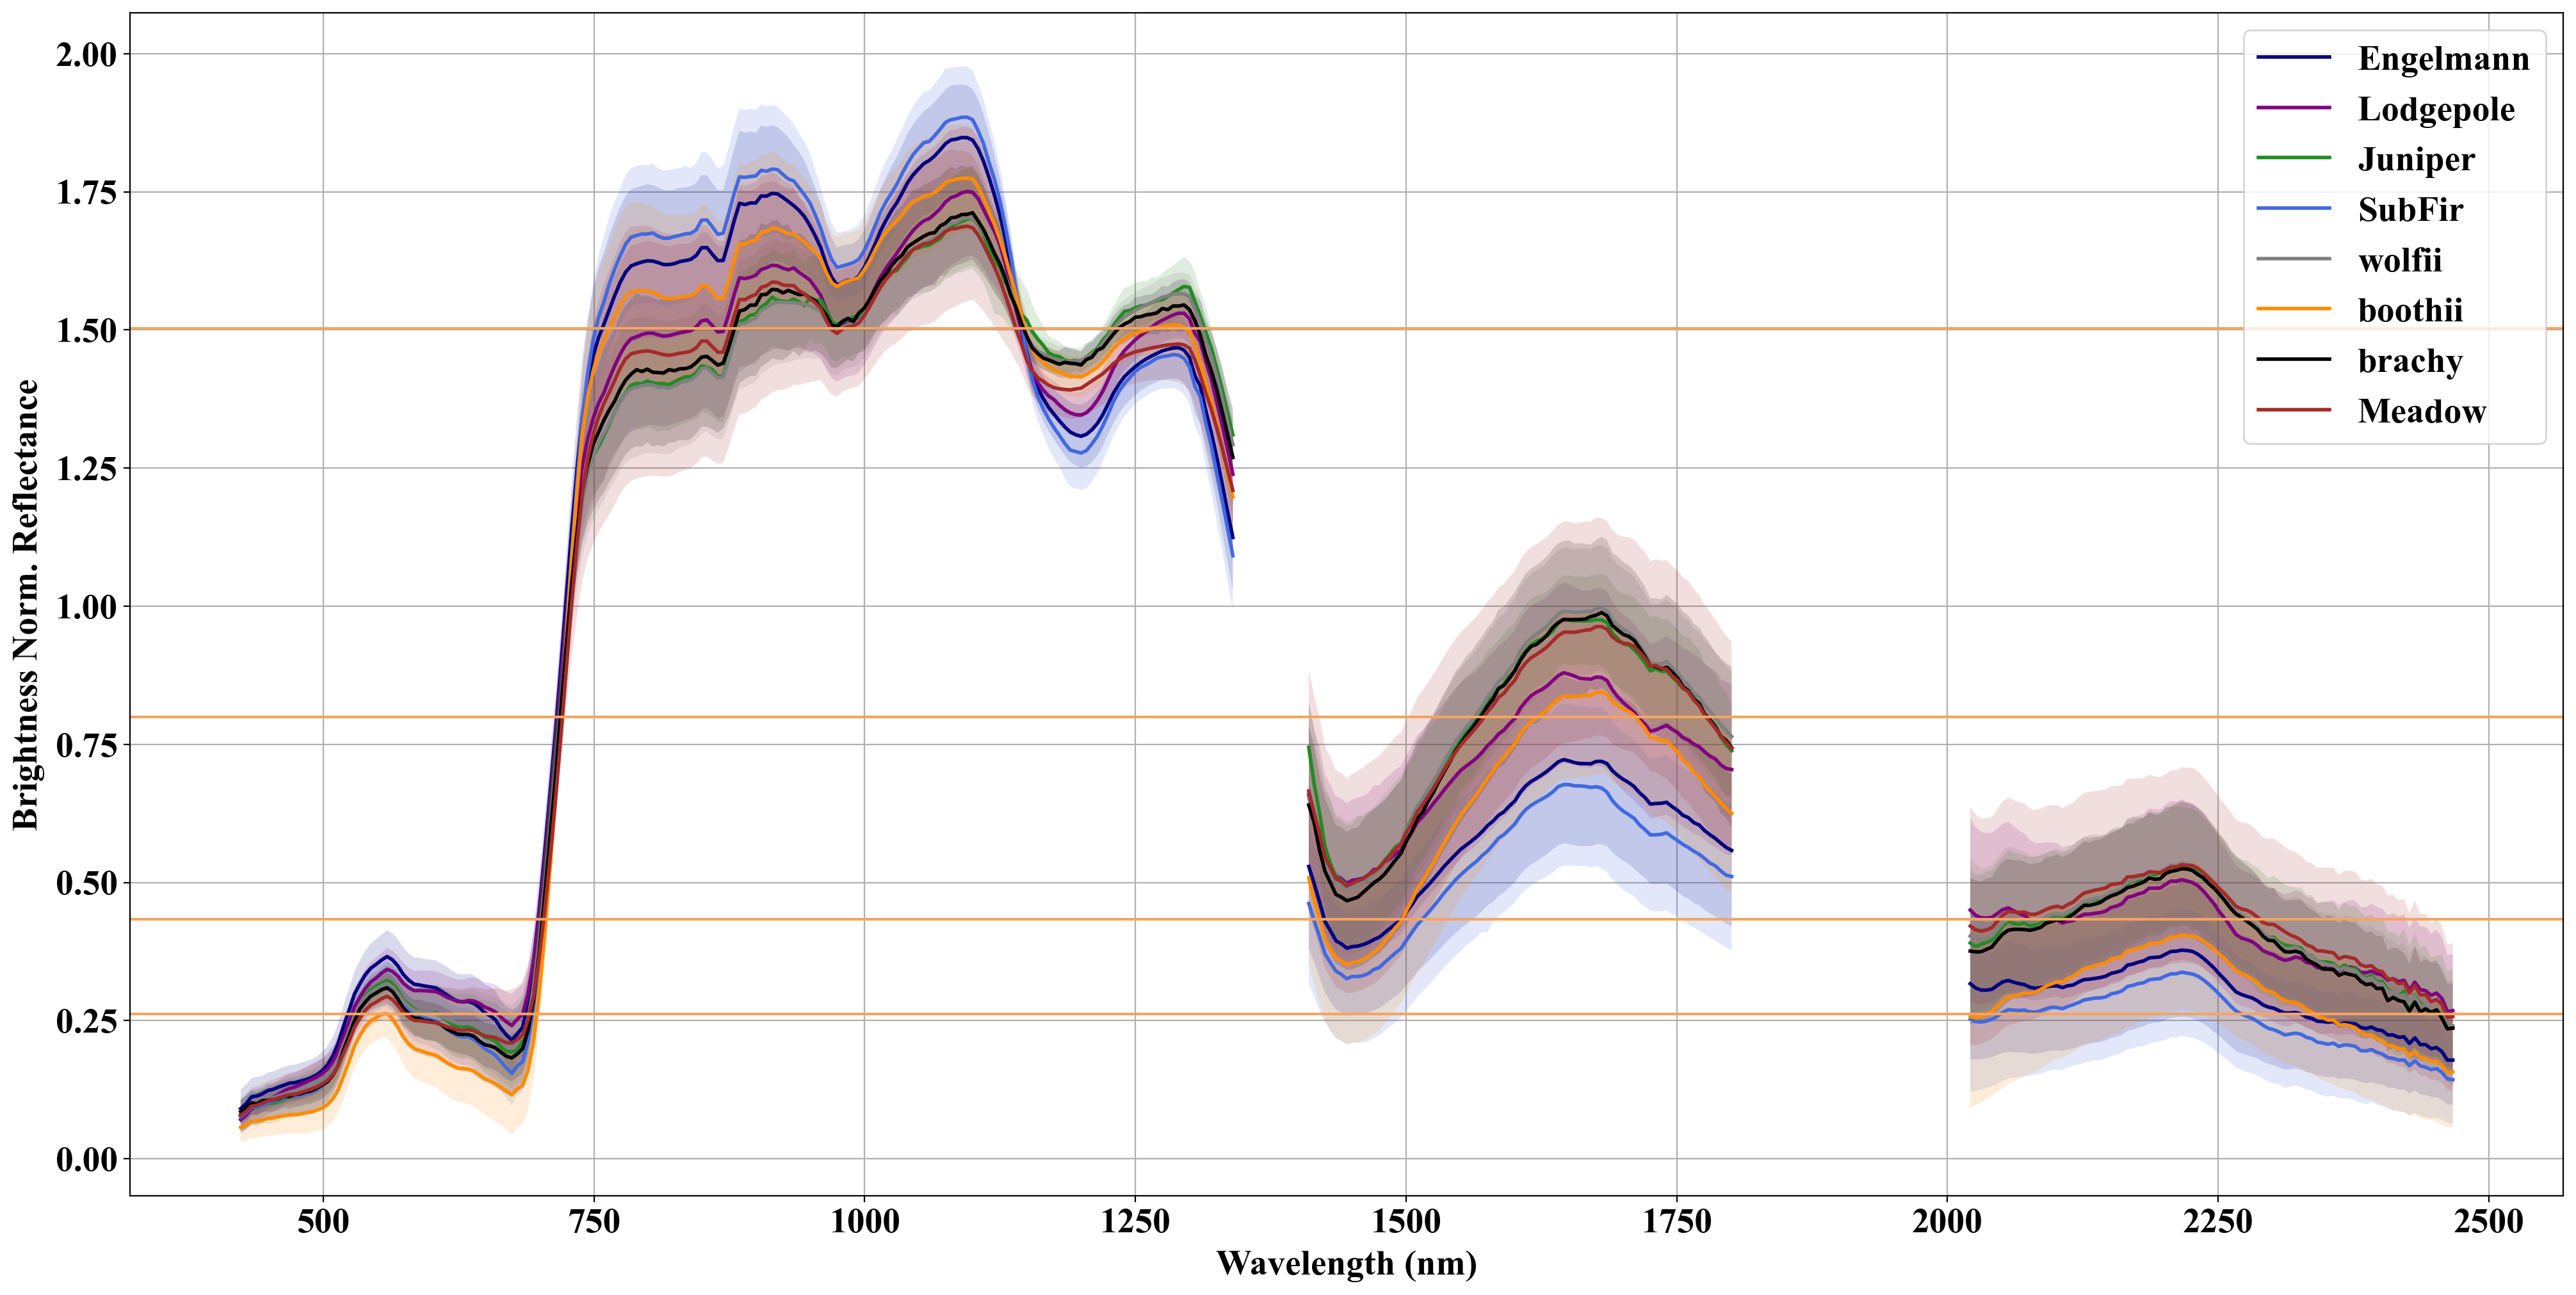 Brightness Norm. Reflectance
2.00
1.75
1.50
1.25
1.00
0.75
0.50
0.25
0.00
500 750 1000 1250 1500 1750 2000 2250 2500
Wavelength (nm)
Engelmann
Lodgepole
Juniper
SubFir
wolfii
boothii
brachy
Meadow